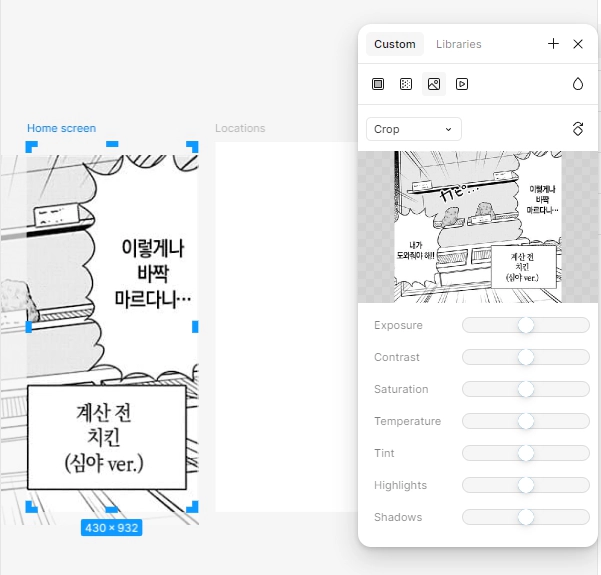 Custom
Libraries
Home screen
Locations
Crop
이렇게나
바짝
마르다니…
계산 전
치킨
(심야 ver.)
430 × 932
이렇게나
바짝
마르다니…
내가
도와줘야 해!!
계산 전
치킨
(심야 ver.)
Exposure
Contrast
Saturation
Temperature
Tint
Highlights
Shadows